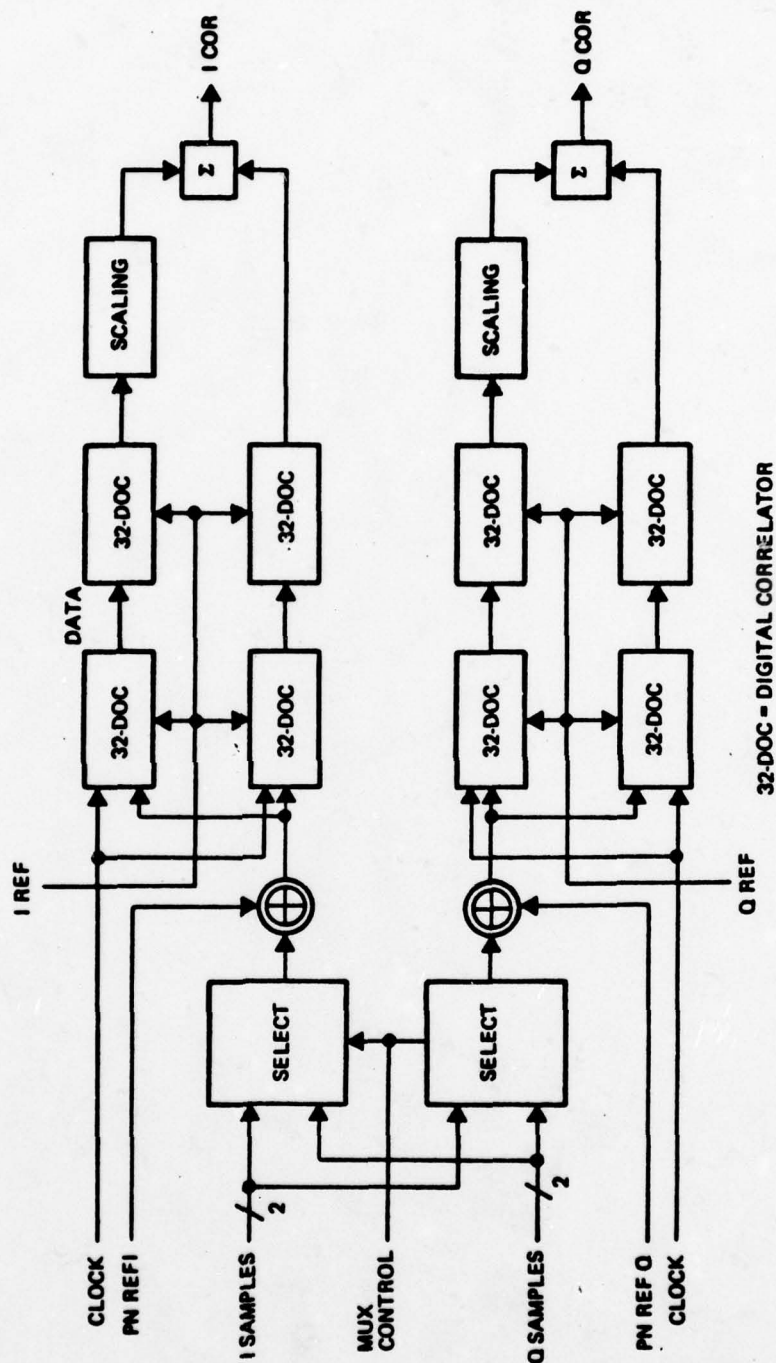 CLOCK
PN REF I
I SAMPLES
2
MUX
CONTROL
Q SAMPLES
2
PN REF Q
CLOCK
SELECT
SELECT
I REF
Q REF
32-DOC
DATA
32-DOC
SCALING
Σ
I COR
32-DOC
32-DOC
32-DOC
32-DOC
SCALING
Σ
Q COR
32-DOC
32-DOC
32-DOC = DIGITAL CORRELATOR